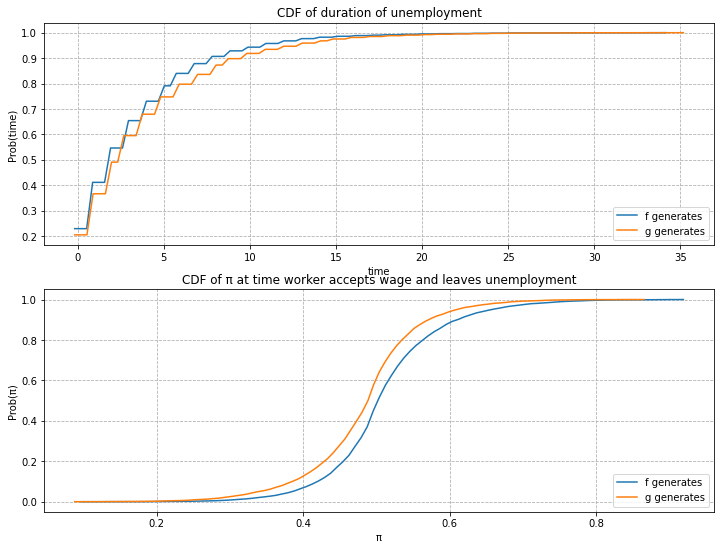 CDF of duration of unemployment
Prob(time)
1.0
0.9
0.8
0.7
0.6
0.5
0.4
0.3
0.2
f generates
g generates
0 5 10 15 20 25 30 35
time
CDF of π at time worker accepts wage and leaves unemployment
Prob(π)
1.0
0.8
0.6
0.4
0.2
0.0
f generates
g generates
0.2 0.4 0.6 0.8
π